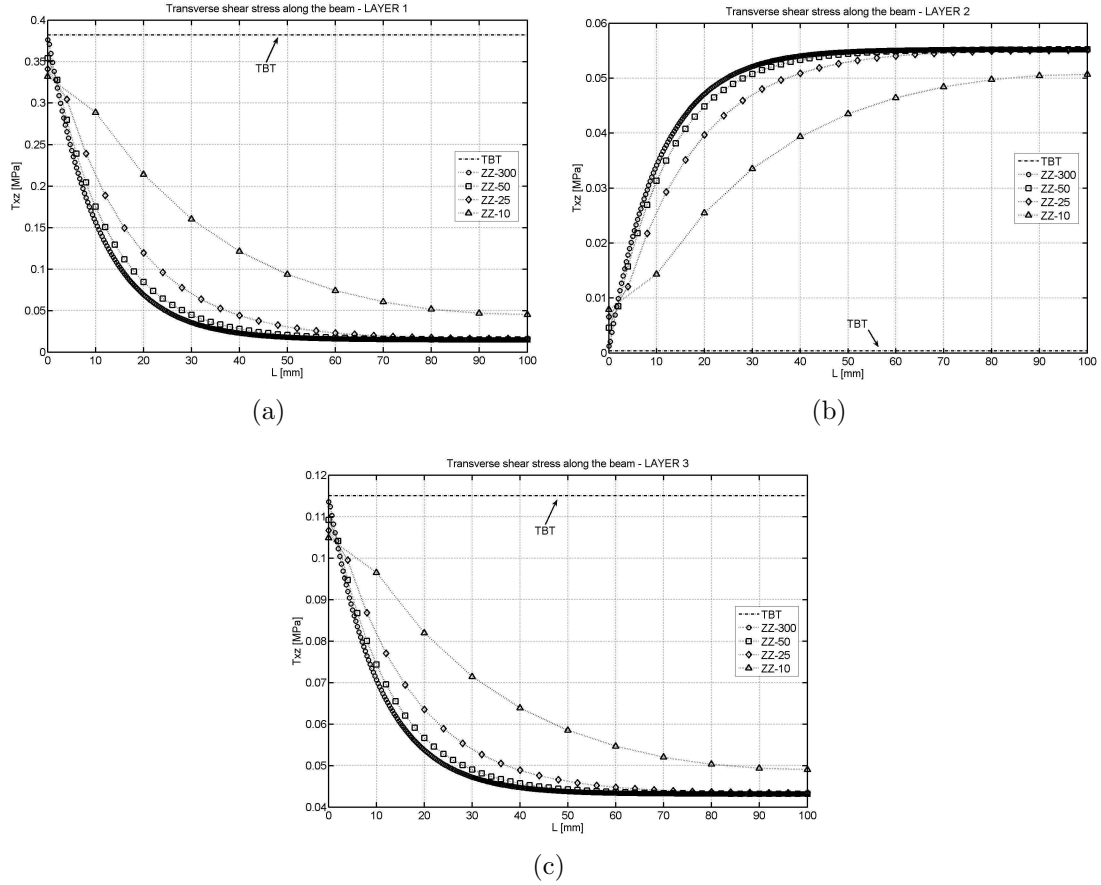 Transverse shear stress along the beam - LAYER 1
0.4
0.35
0.3
0.25
0.2
0.15
0.1
0.05
0
Txz [MPa]
TBT
TBT
ZZ-300
ZZ-50
ZZ-25
ZZ-10
0 10 20 30 40 50 60 70 80 90 100
L [mm]
(a)
Transverse shear stress along the beam - LAYER 2
0.06
0.05
0.04
0.03
0.02
0.01
0
Txz [MPa]
TBT
ZZ-300
ZZ-50
ZZ-25
ZZ-10
TBT
0 10 20 30 40 50 60 70 80 90 100
L [mm]
(b)
Transverse shear stress along the beam - LAYER 3
0.12
0.11
0.1
0.09
0.08
0.07
0.06
0.05
0.04
Txz [MPa]
TBT
TBT
ZZ-300
ZZ-50
ZZ-25
ZZ-10
0 10 20 30 40 50 60 70 80 90 100
L [mm]
(c)